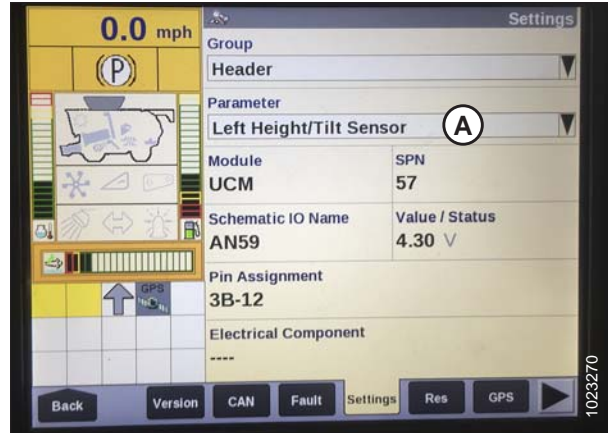 0.0 mph
(P)
GPS
Settings
Group
Header
Parameter
Left Height/Tilt Sensor
A
Module
UCM
SPN
57
Schematic IO Name
AN59
Value / Status
4.30 V
Pin Assignment
3B-12
Electrical Component
----
Back
Version
CAN
Fault
Settings
Res
GPS
1023270